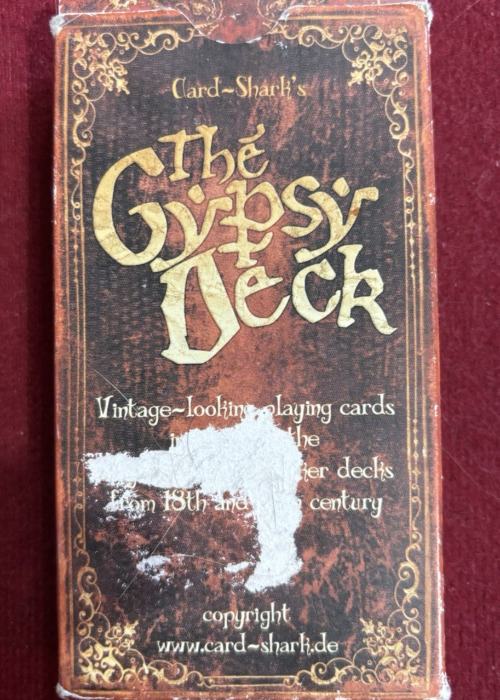 Card~Shark's
The
Gypsy
Deck
Vintage~looking playing cards
the
decks
from 18th and century
copyright
www.card~shark.de